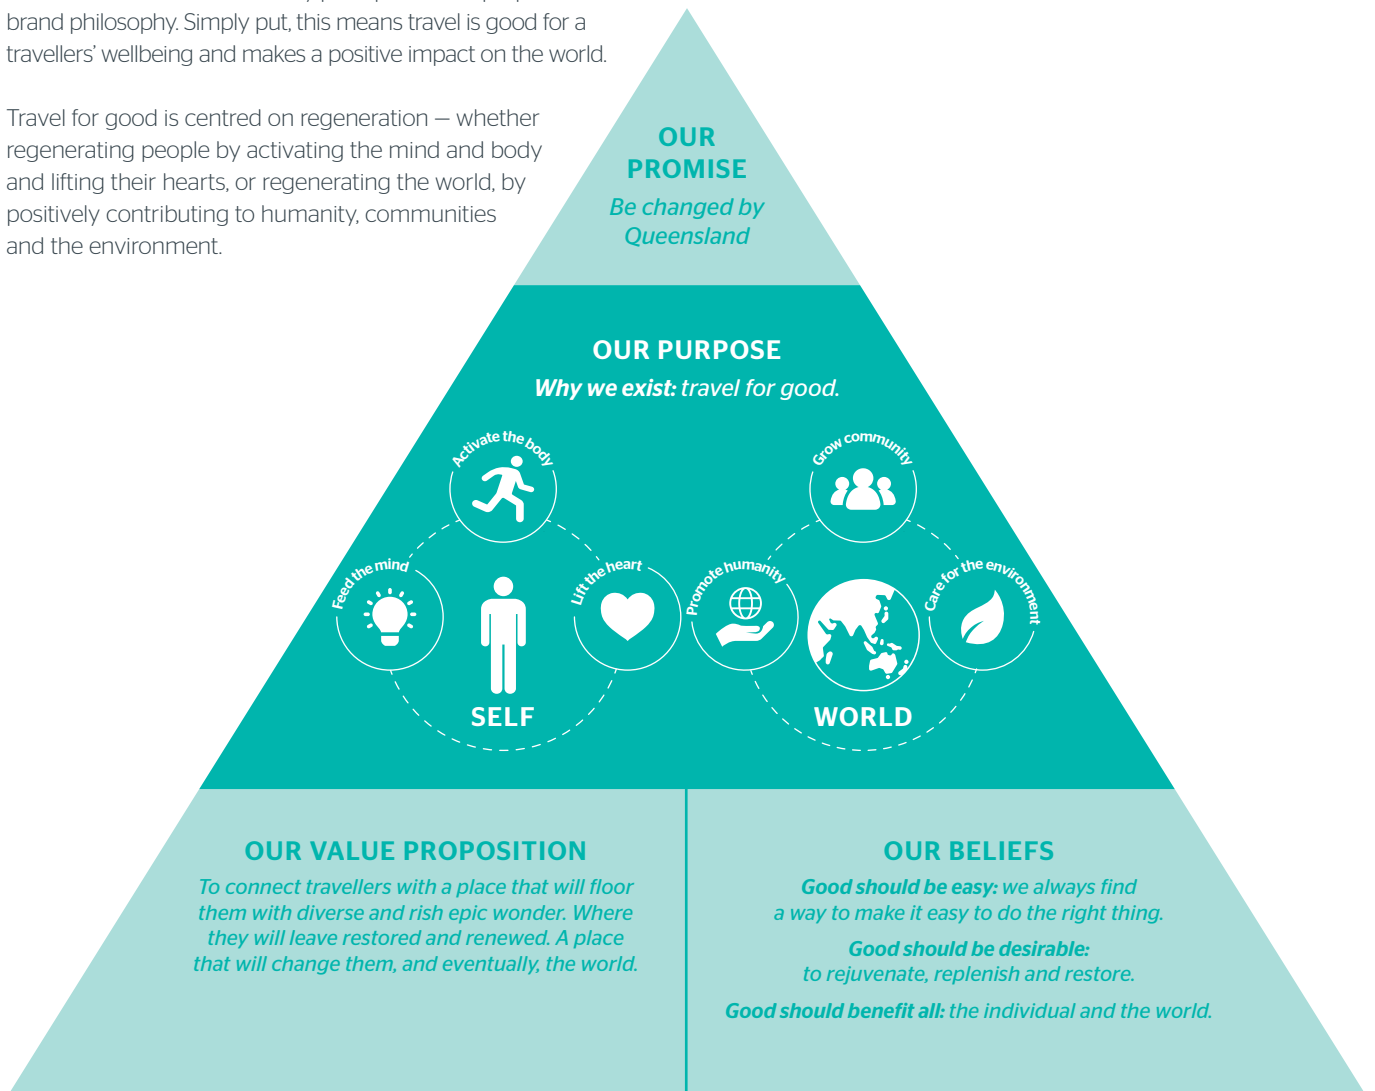 brand philosophy. Simply put, this means travel is good for a
travellers' wellbeing and makes a positive impact on the world.
Travel for good is centred on regeneration — whether
regenerating people by activating the mind and body
and lifting their hearts, or regenerating the world, by
positively contributing to humanity, communities
and the environment.
OUR
PROMISE
Be changed by
Queensland
OUR PURPOSE
Why we exist: travel for good.
Activate the body
Feed the mind
Lift the heart
SELF
Grow community
Promote humanity
Care for the environment
WORLD
OUR VALUE PROPOSITION
To connect travellers with a place that will floor
them with diverse and rish epic wonder. Where
they will leave restored and renewed. A place
that will change them, and eventually, the world.
OUR BELIEFS
Good should be easy: we always find
a way to make it easy to do the right thing.
Good should be desirable:
to rejuvenate, replenish and restore.
Good should benefit all: the individual and the world.